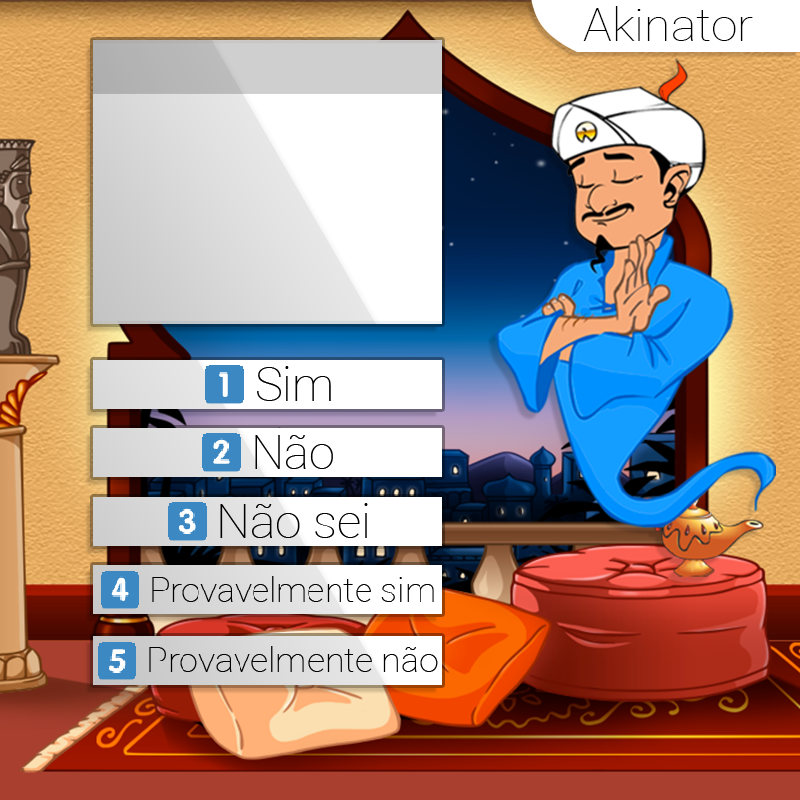 Akinator
1 Sim
2 Não
3 Não sei
4 Provavelmente sim
5 Provavelmente não